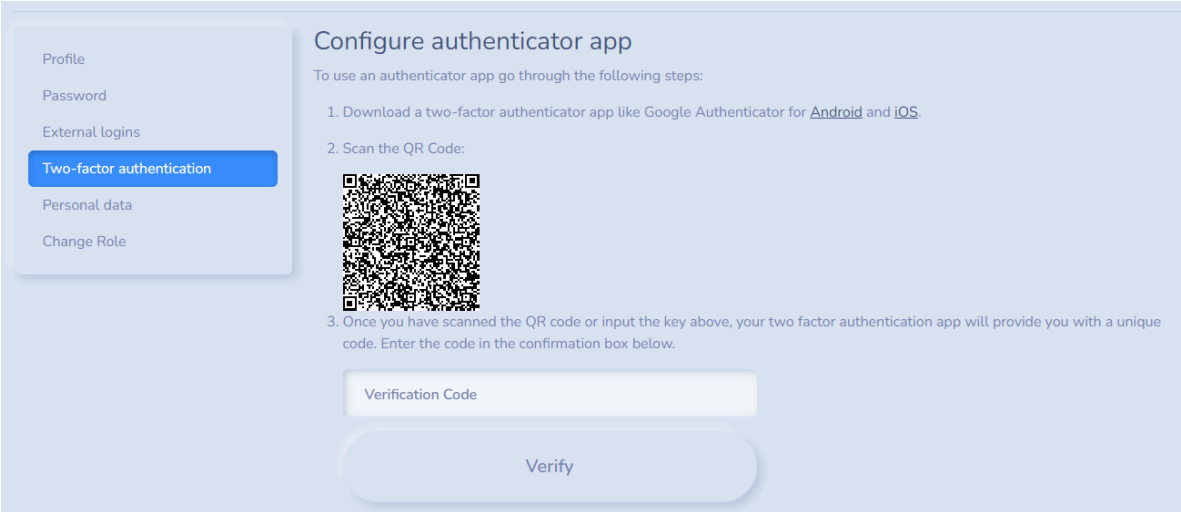 Profile
Password
External logins
Two-factor authentication
Personal data
Change Role
Configure authenticator app
To use an authenticator app go through the following steps:
1. Download a two-factor authenticator app like Google Authenticator for Android and iOS.
2. Scan the QR Code:
3. Once you have scanned the QR code or input the key above, your two factor authentication app will provide you with a unique
code. Enter the code in the confirmation box below.
Verification Code
Verify